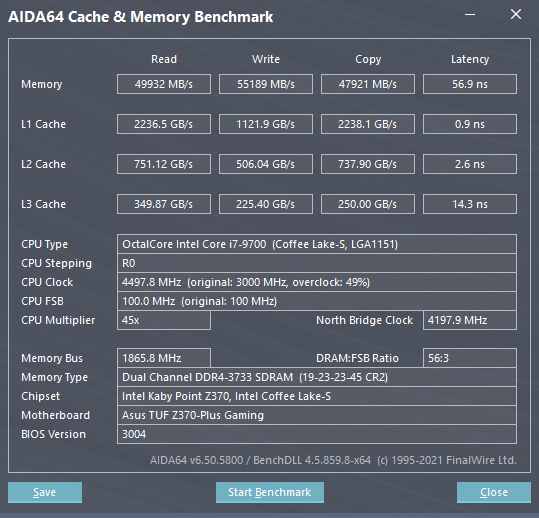 AIDA64 Cache & Memory Benchmark
Read Write Copy Latency
Memory 49932 MB/s 55189 MB/s 47921 MB/s 56.9 ns
L1 Cache 2236.5 GB/s 1121.9 GB/s 2238.1 GB/s 0.9 ns
L2 Cache 751.12 GB/s 506.04 GB/s 737.90 GB/s 2.6 ns
L3 Cache 349.87 GB/s 225.40 GB/s 250.00 GB/s 14.3 ns
CPU Type OctalCore Intel Core i7-9700 (Coffee Lake-S, LGA1151)
CPU Stepping R0
CPU Clock 4497.8 MHz (original: 3000 MHz, overclock: 49%)
CPU FSB 100.0 MHz (original: 100 MHz)
CPU Multiplier 45x North Bridge Clock 4197.9 MHz
Memory Bus 1865.8 MHz DRAM:FSB Ratio 56:3
Memory Type Dual Channel DDR4-3733 SDRAM (19-23-23-45 CR2)
Chipset Intel Kaby Point Z370, Intel Coffee Lake-S
Motherboard Asus TUF Z370-Plus Gaming
BIOS Version 3004
AIDA64 v6.50.5800 / BenchDLL 4.5.859.8-x64 (c) 1995-2021 FinalWire Ltd.
Save Start Benchmark Close